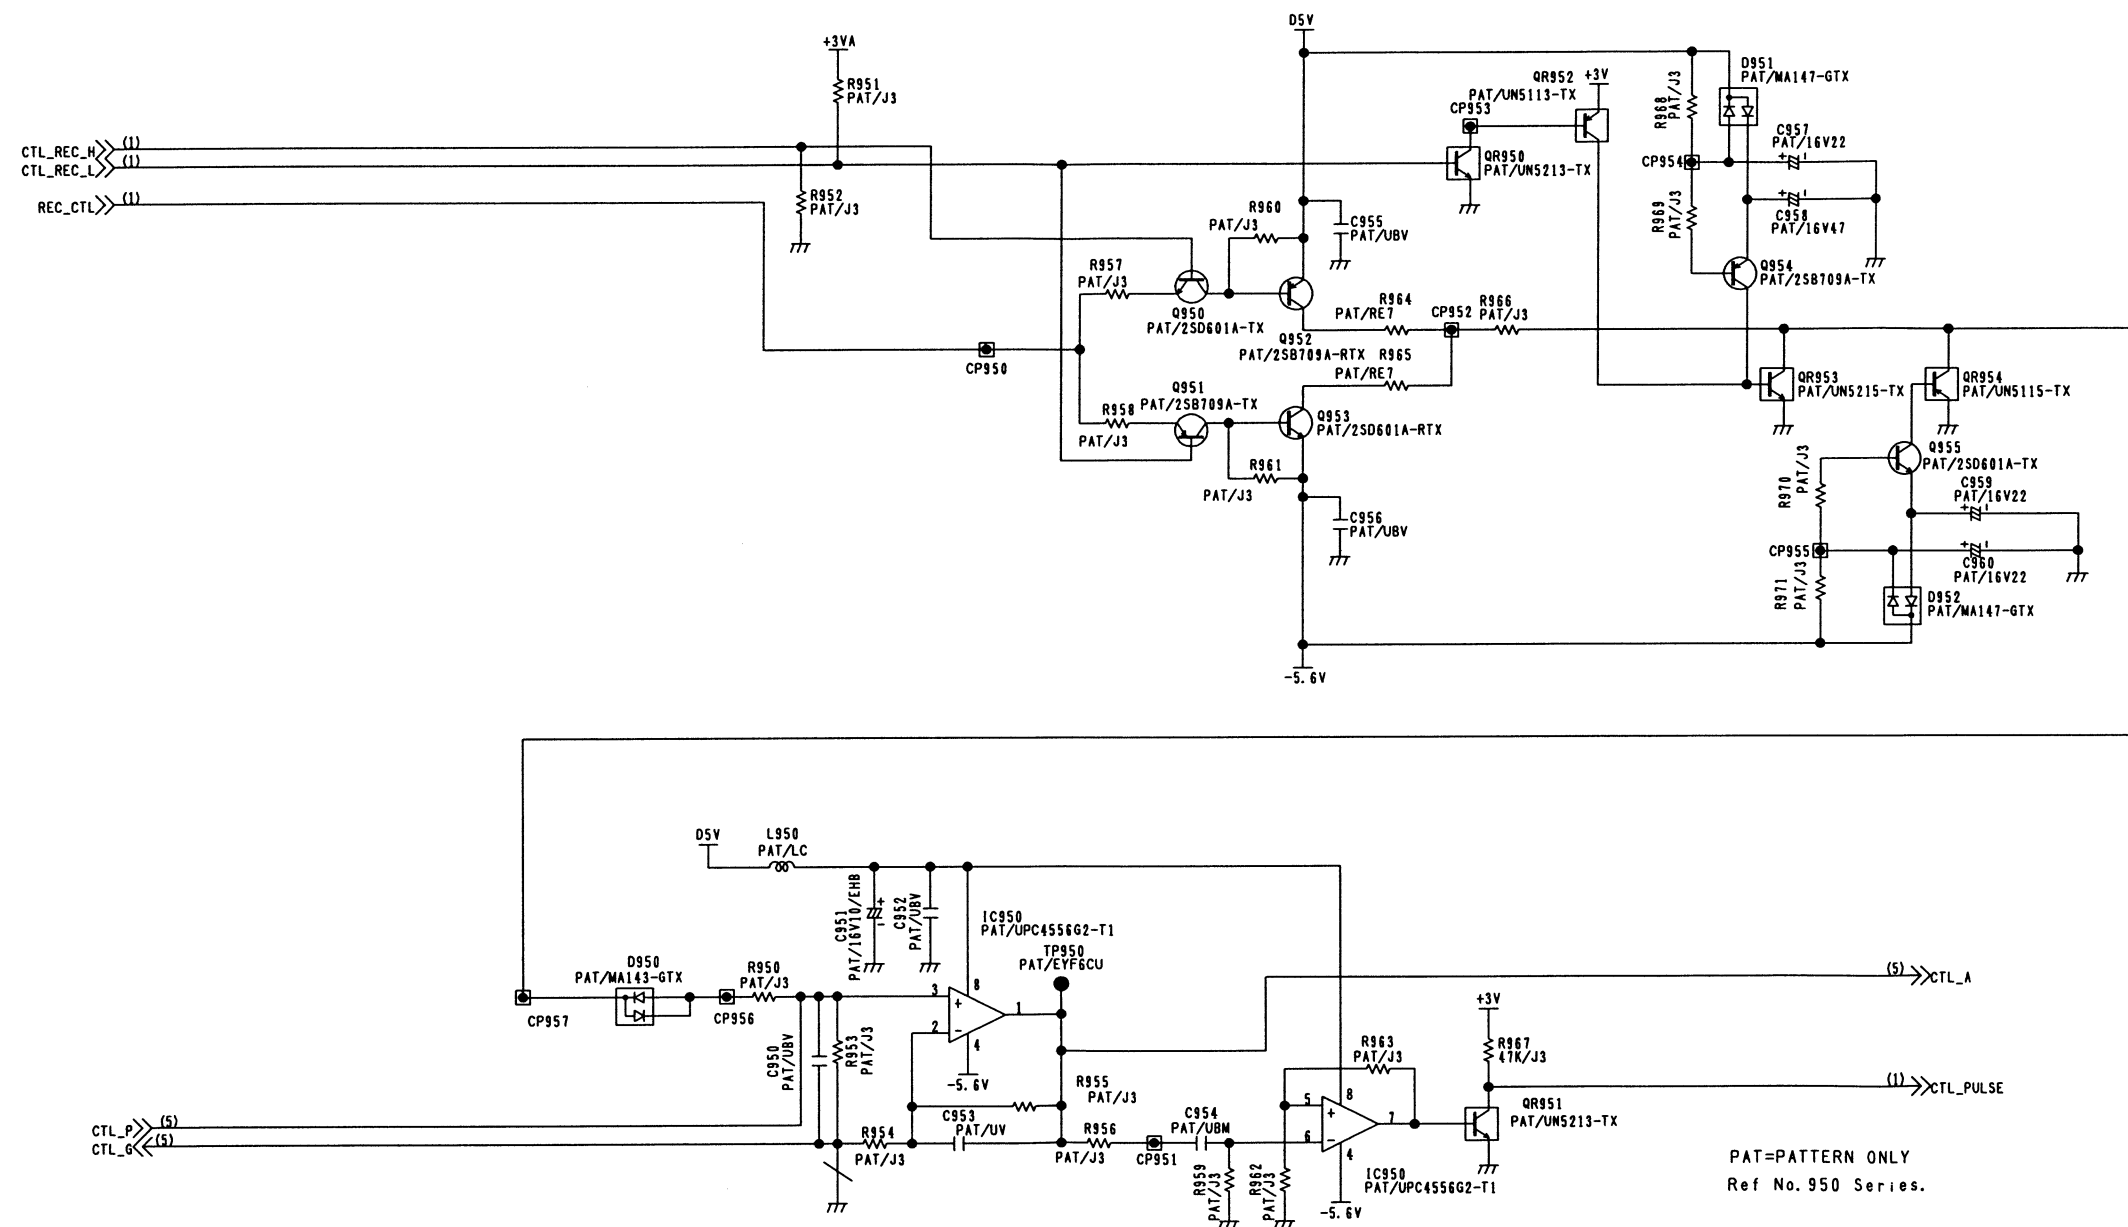 D5V
+3VA
R951
PAT/J3
CTL_REC_H
(1)
CTL_REC_L
(1)
REC_CTL
(1)
R952
PAT/J3
QR952
+3V
PAT/UN5113-TX
CP953
QR950
PAT/UN5213-TX
R968
PAT/J3
D951
PAT/MA147-GTX
C957
PAT/16V22
+
-
CP954
R969
PAT/J3
+
-
C958
PAT/16V47
Q954
PAT/2SB709A-TX
R960
PAT/J3
C955
PAT/UBV
R957
PAT/J3
Q950
PAT/2SD601A-TX
R964
PAT/RE7
CP952
R966
PAT/J3
Q952
PAT/2SB709A-RTX
R965
PAT/RE7
CP950
Q951
PAT/2SB709A-TX
R958
PAT/J3
Q953
PAT/2SD601A-RTX
R961
PAT/J3
C956
PAT/UBV
-5.6V
QR953
PAT/UN5215-TX
QR954
PAT/UN5115-TX
Q955
PAT/2SD601A-TX
R970
PAT/J3
C959
PAT/16V22
+
-
CP955
+
-
C960
PAT/16V22
R971
PAT/J3
D952
PAT/MA147-GTX
D5V
L950
PAT/LC
C951
PAT/16V10/EHB
+
-
C952
PAT/UBV
IC950
PAT/UPC4556G2-T1
TP950
PAT/EYF6CU
D950
PAT/MA143-GTX
R950
PAT/J3
CP957
CP956
3
+
8
1
2
-
4
-5.6V
C950
PAT/UBV
R953
PAT/J3
(5)
CTL_A
+3V
R967
47K/J3
R963
PAT/J3
(1)
CTL_PULSE
R955
PAT/J3
C953
PAT/UV
C954
PAT/UBM
5
+
8
7
6
-
4
QR951
PAT/UN5213-TX
CTL_P
(5)
CTL_G
(5)
R954
PAT/J3
R956
PAT/J3
CP951
R959
PAT/J3
R962
PAT/J3
IC950
PAT/UPC4556G2-T1
-5.6V
PAT=PATTERN ONLY
Ref No.950 Series.